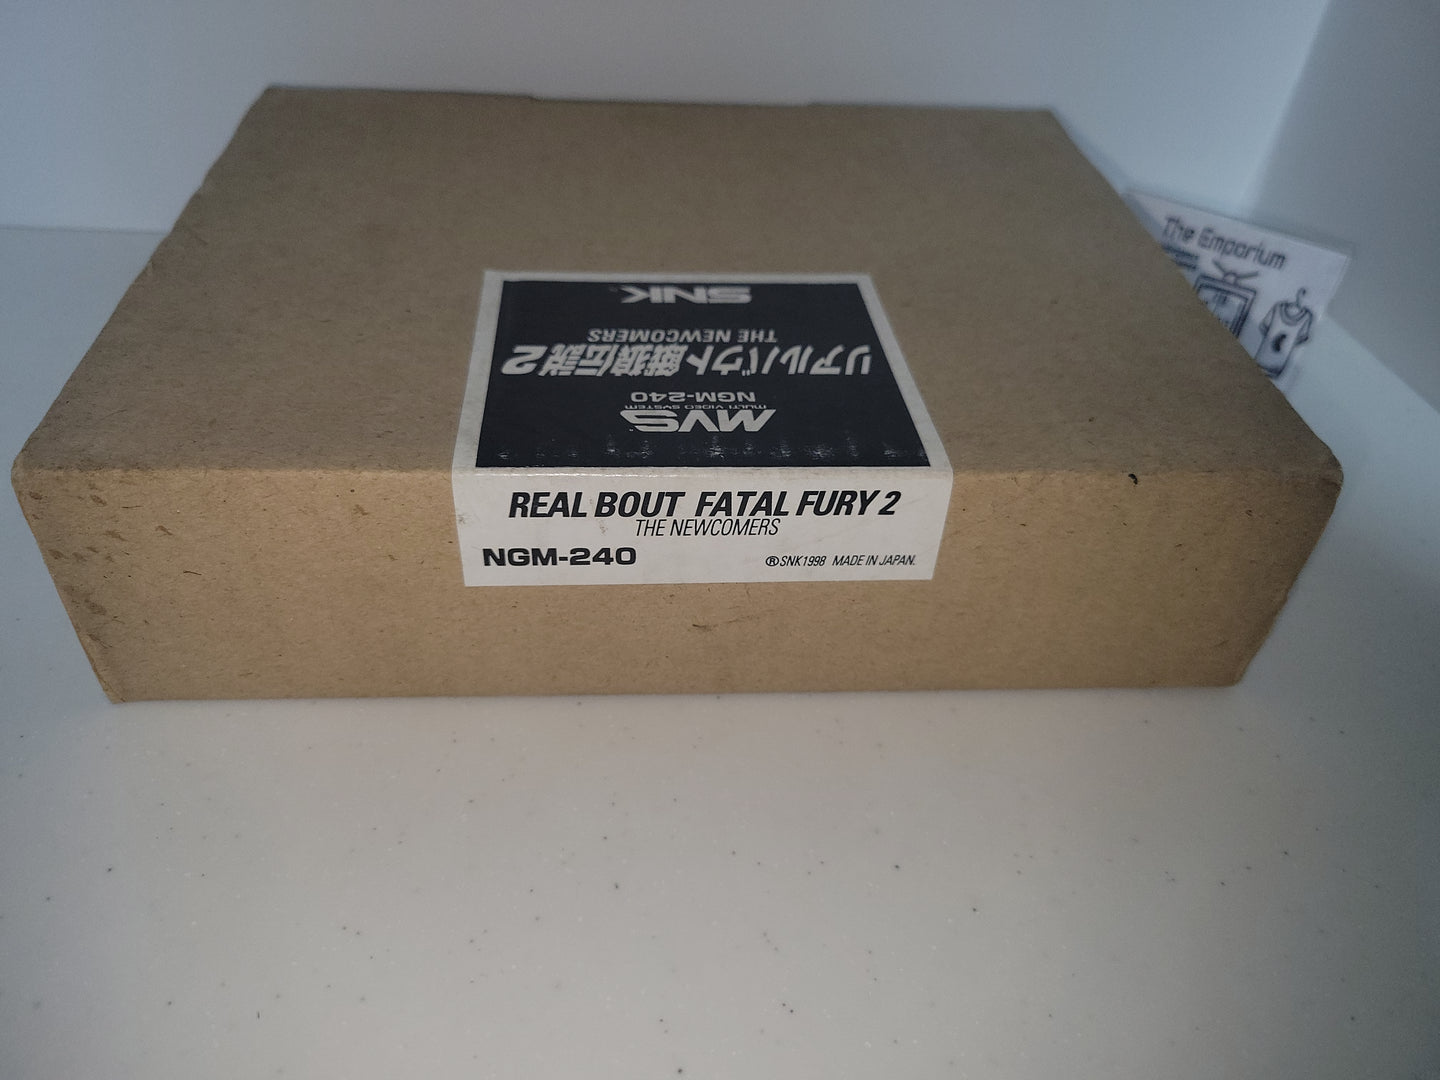 SNK
THE NEWCOMERS
リアルバウト餓狼伝説2
NGM-240
MULTI VIDEO SYSTEM
MVS
REAL BOUT FATAL FURY 2
THE NEWCOMERS
NGM-240
®SNK1998 MADE IN JAPAN.
The Emporium